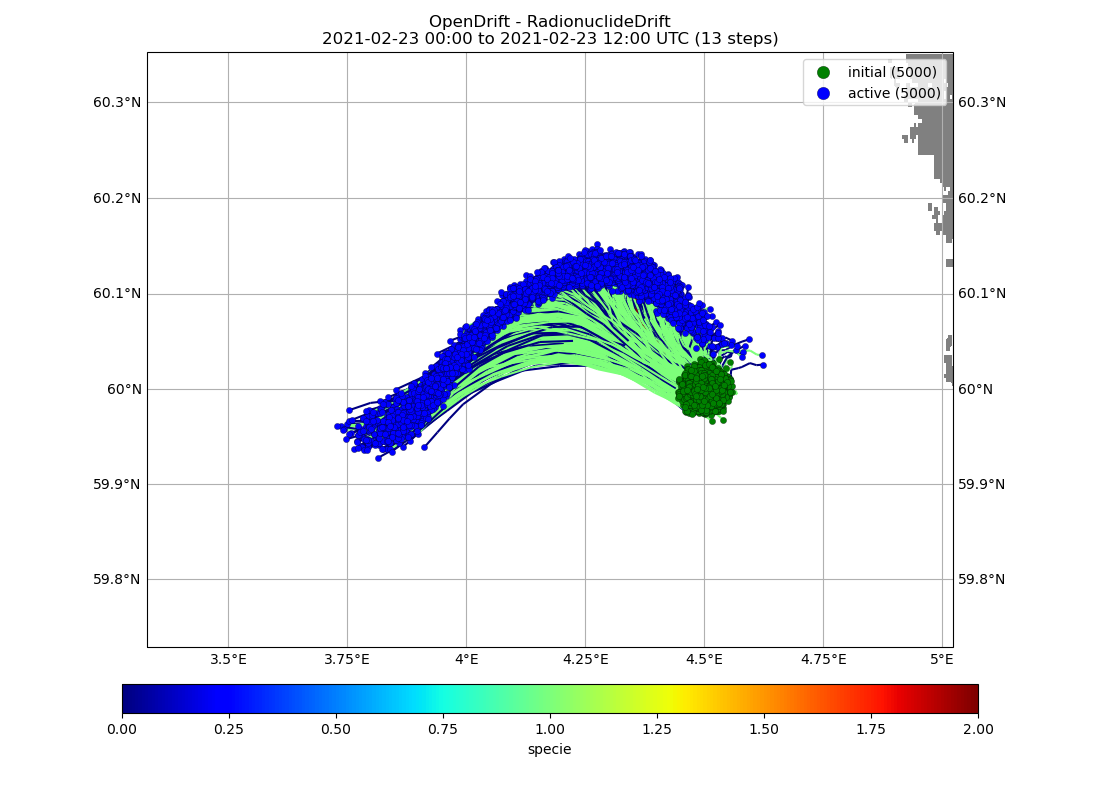 OpenDrift - RadionuclideDrift
2021-02-23 00:00 to 2021-02-23 12:00 UTC (13 steps)
initial (5000)
active (5000)
60.3°N 60.3°N
60.2°N 60.2°N
60.1°N 60.1°N
60°N 60°N
59.9°N 59.9°N
59.8°N 59.8°N
3.5°E 3.75°E 4°E 4.25°E 4.5°E 4.75°E 5°E
0.00 0.25 0.50 0.75 1.00 1.25 1.50 1.75 2.00
specie